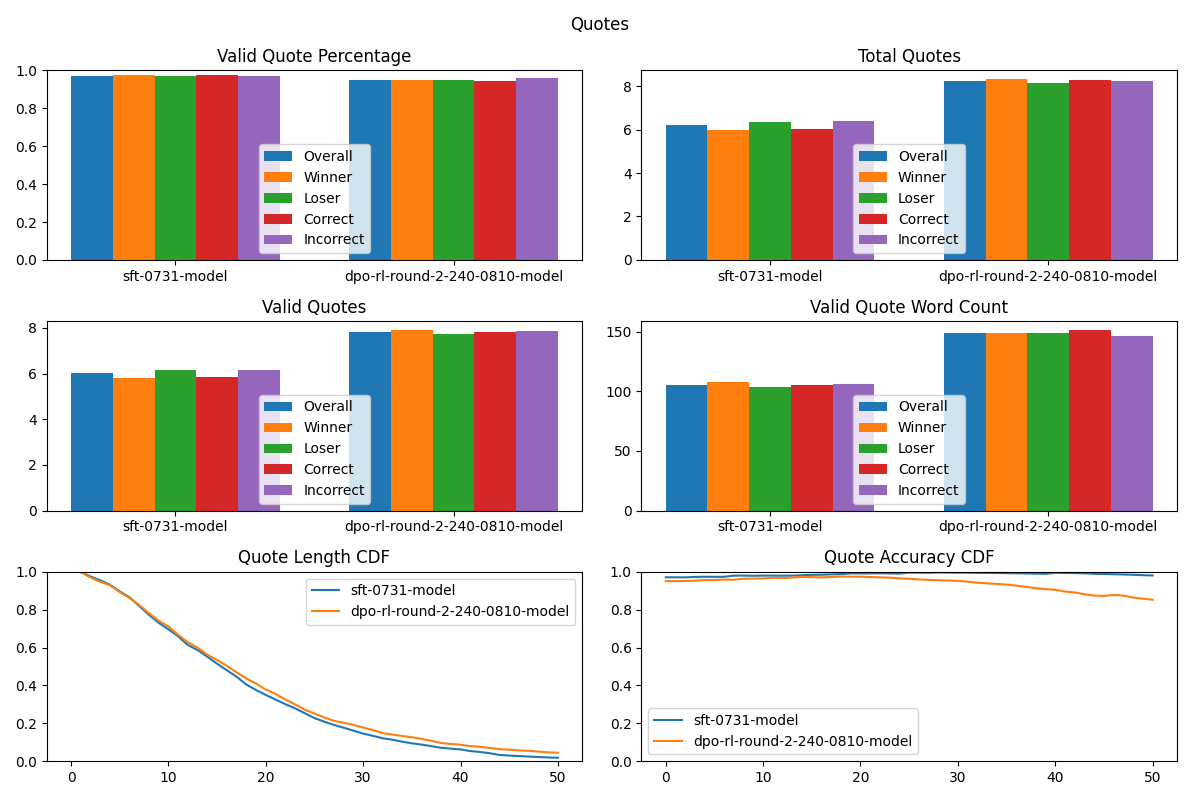 Quotes
Valid Quote Percentage
1.0
0.8
0.6
0.4
0.2
0.0
Overall
Winner
Loser
Correct
Incorrect
sft-0731-model
dpo-rl-round-2-240-0810-model
Total Quotes
8
6
4
2
0
Overall
Winner
Loser
Correct
Incorrect
sft-0731-model
dpo-rl-round-2-240-0810-model
Valid Quotes
8
6
4
2
0
Overall
Winner
Loser
Correct
Incorrect
sft-0731-model
dpo-rl-round-2-240-0810-model
Valid Quote Word Count
150
100
50
0
Overall
Winner
Loser
Correct
Incorrect
sft-0731-model
dpo-rl-round-2-240-0810-model
Quote Length CDF
1.0
0.8
0.6
0.4
0.2
0.0
sft-0731-model
dpo-rl-round-2-240-0810-model
0 10 20 30 40 50
Quote Accuracy CDF
1.0
0.8
0.6
0.4
0.2
0.0
sft-0731-model
dpo-rl-round-2-240-0810-model
0 10 20 30 40 50